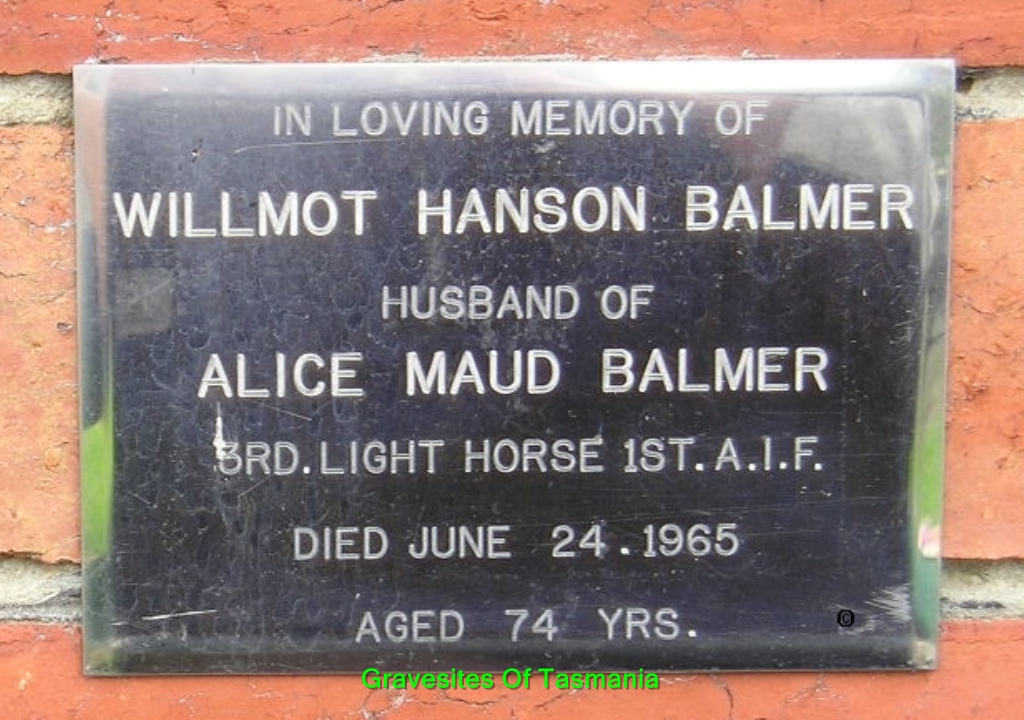 IN LOVING MEMORY OF
WILLMOT HANSON BALMER
HUSBAND OF
ALICE MAUD BALMER
3RD. LIGHT HORSE 1ST. A.I.F.
DIED JUNE 24. 1965
AGED 74 YRS.
©
Gravesites Of Tasmania